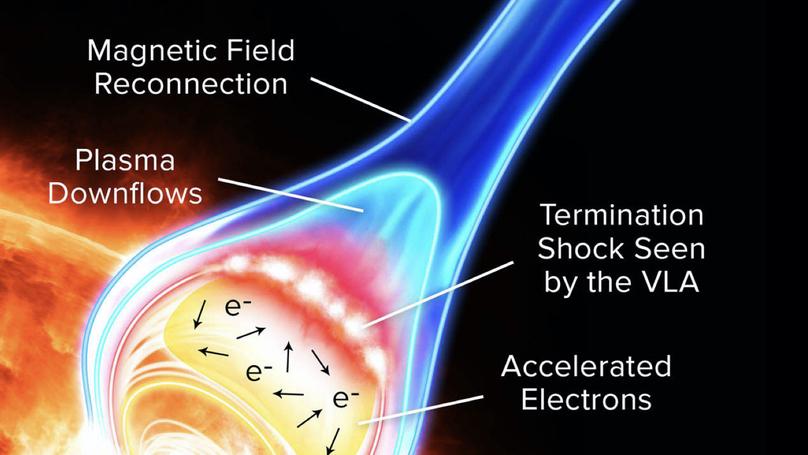 Magnetic Field
Reconnection
Plasma
Downflows
Termination
Shock Seen
by the VLA
e-
e-
e-
Accelerated
Electrons